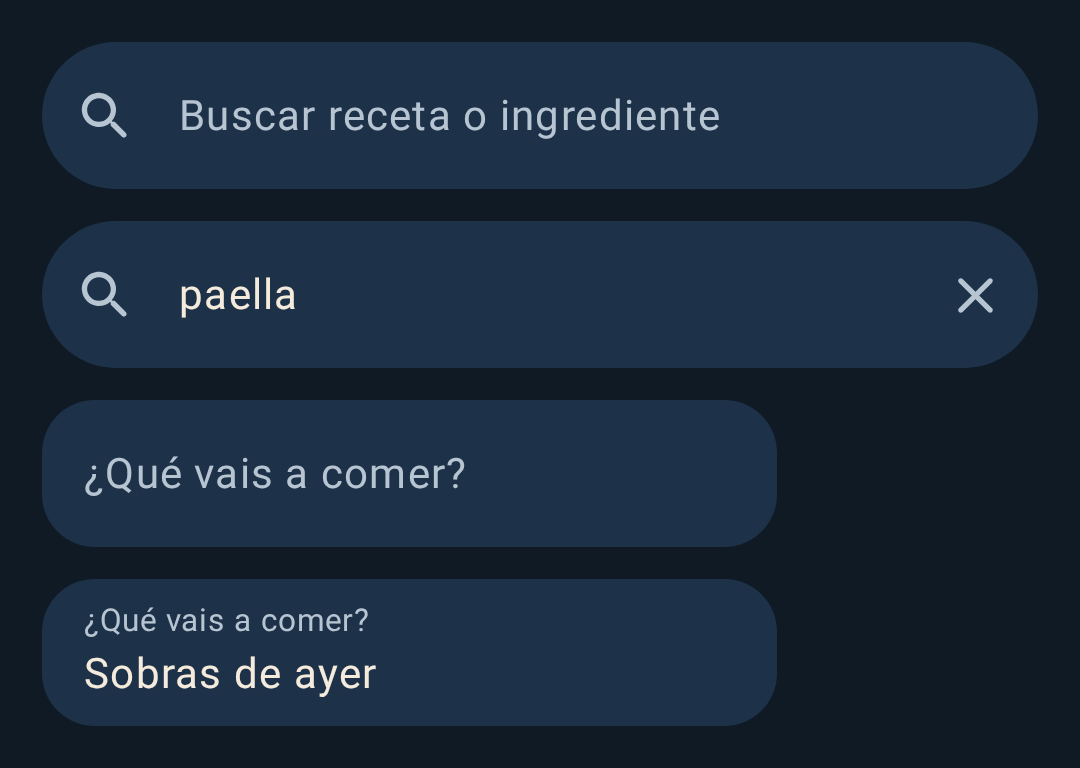 Buscar receta o ingrediente
paella
¿Qué vais a comer?
¿Qué vais a comer?
Sobras de ayer